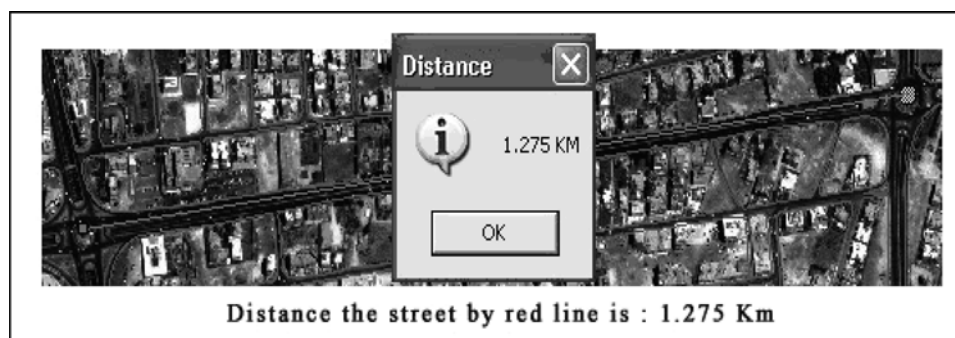 Distance
1.275 KM
OK
Distance the street by red line is : 1.275 Km